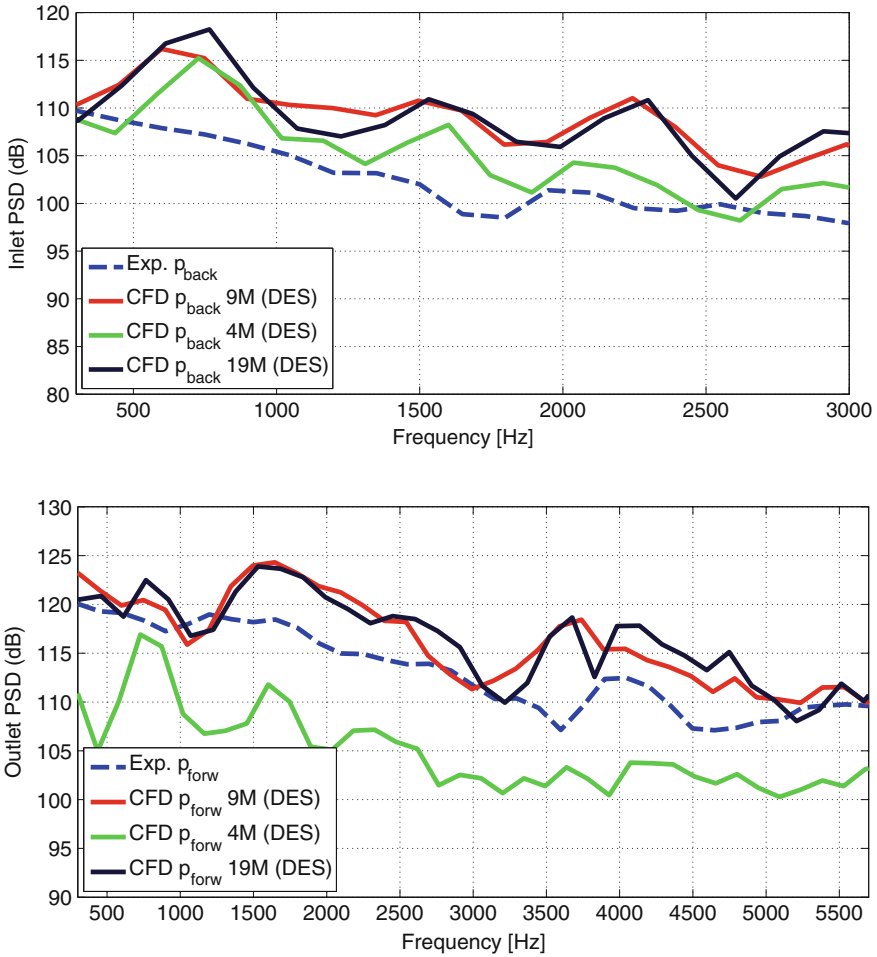 120
115
110
105
100
95
90
85
80
Inlet PSD (dB)
Exp. p_back
CFD p_back 9M (DES)
CFD p_back 4M (DES)
CFD p_back 19M (DES)
500 1000 1500 2000 2500 3000
Frequency [Hz]
130
125
120
115
110
105
100
95
90
Outlet PSD (dB)
Exp. p_forw
CFD p_forw 9M (DES)
CFD p_forw 4M (DES)
CFD p_forw 19M (DES)
500 1000 1500 2000 2500 3000 3500 4000 4500 5000 5500
Frequency [Hz]